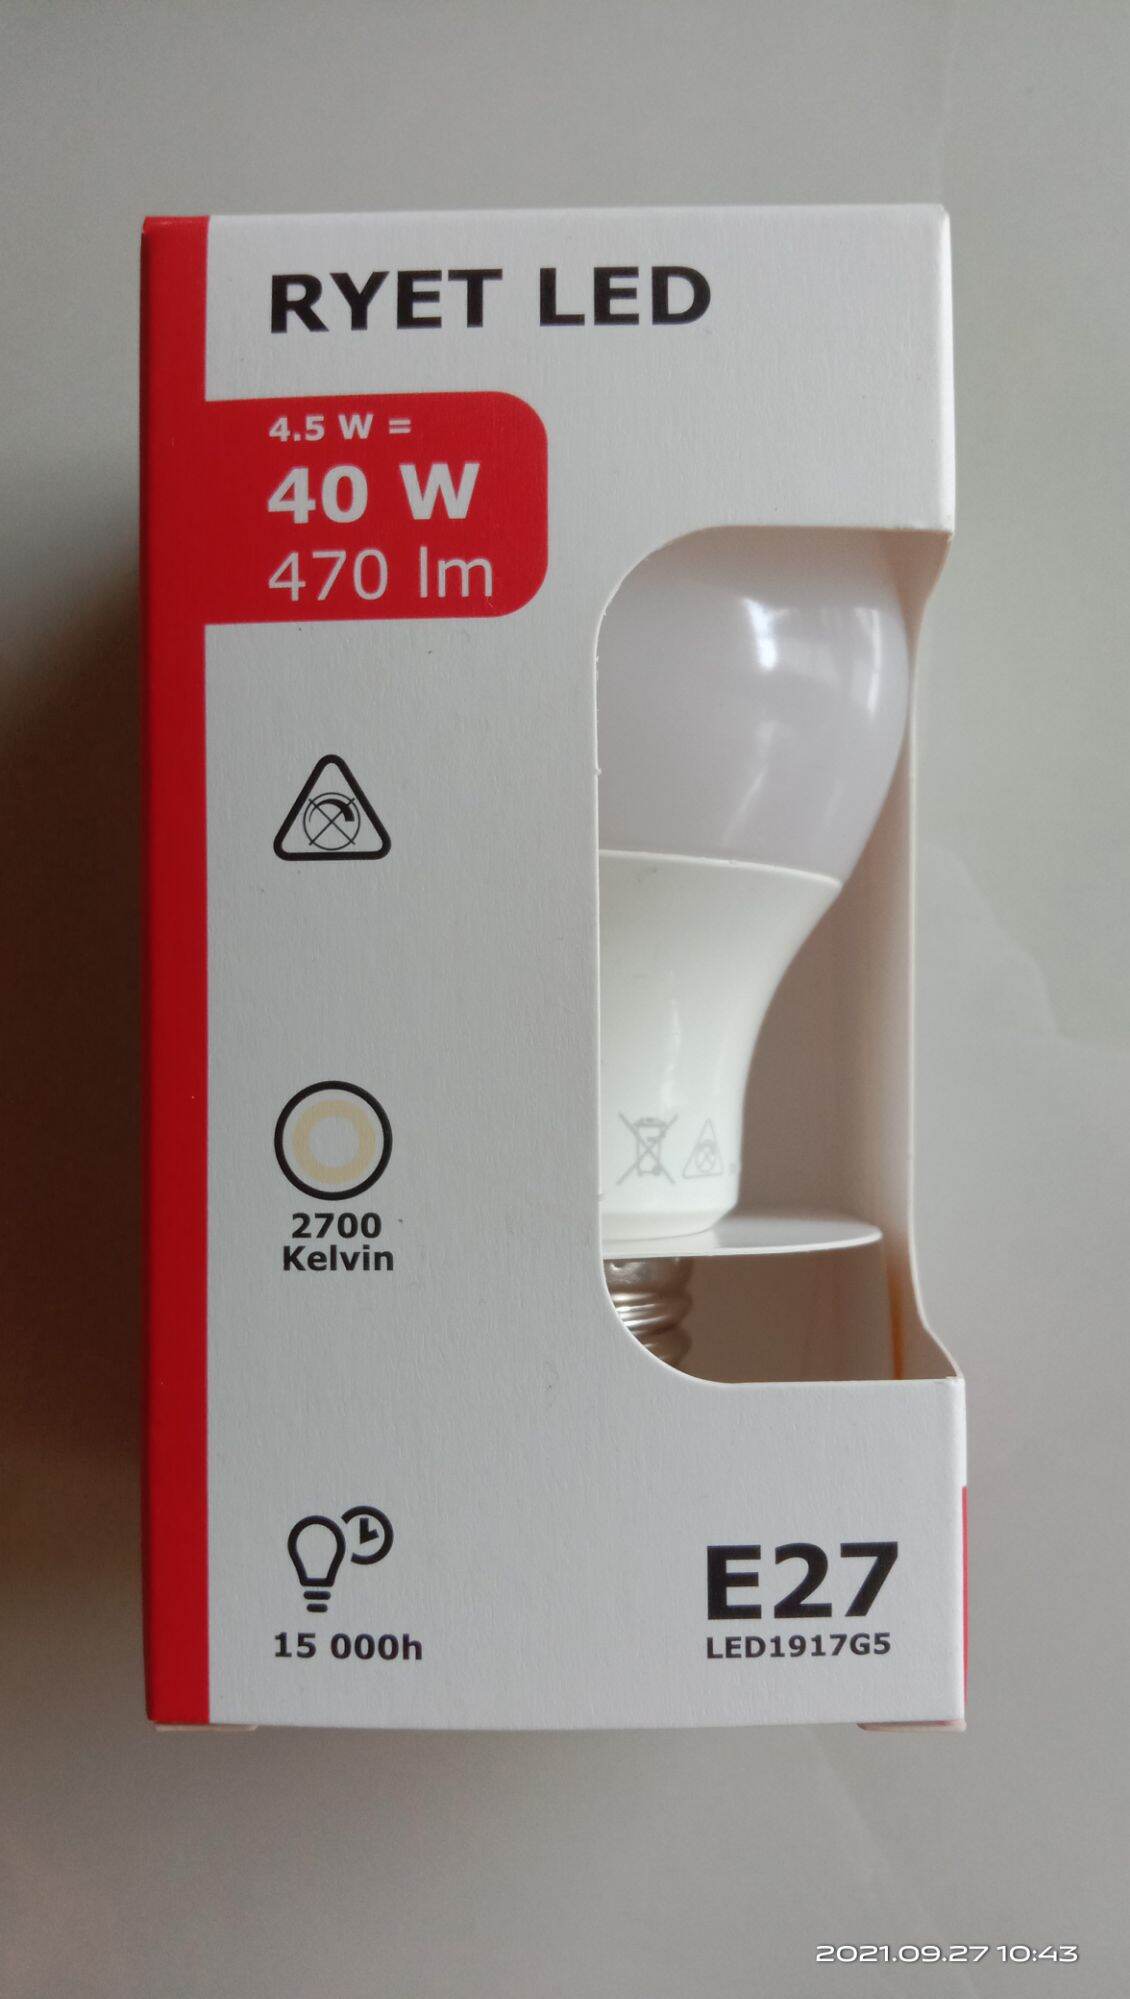 RYET LED
4.5 W =
40 W
470 lm
2700
Kelvin
15 000h
E27
LED1917G5
2021.09.27 10:43